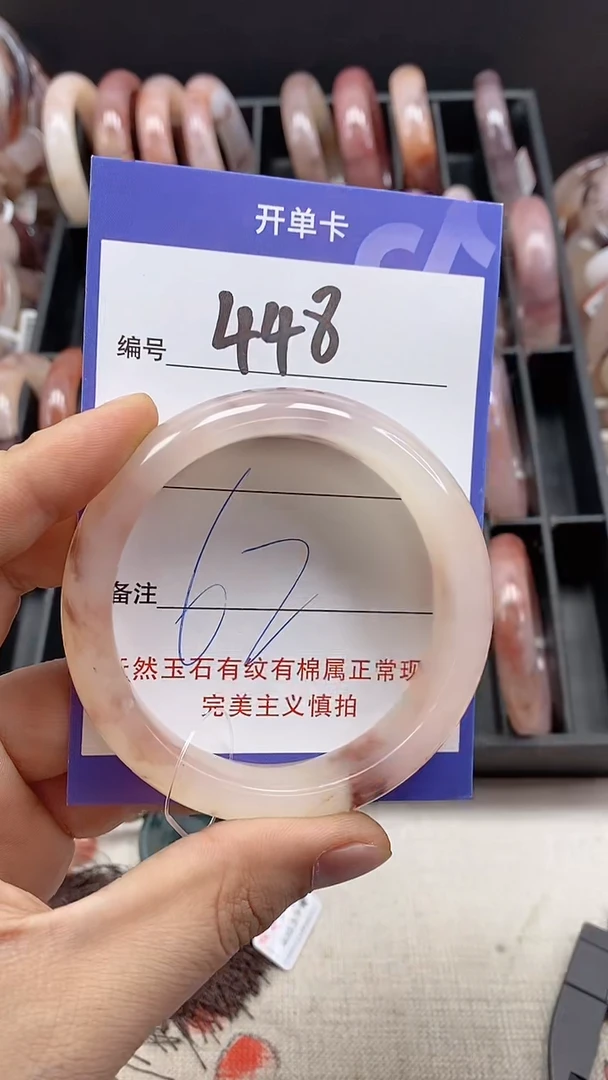 开单卡
编号 448
备注 62
天然玉石有纹有棉属正常现
完美主义慎拍